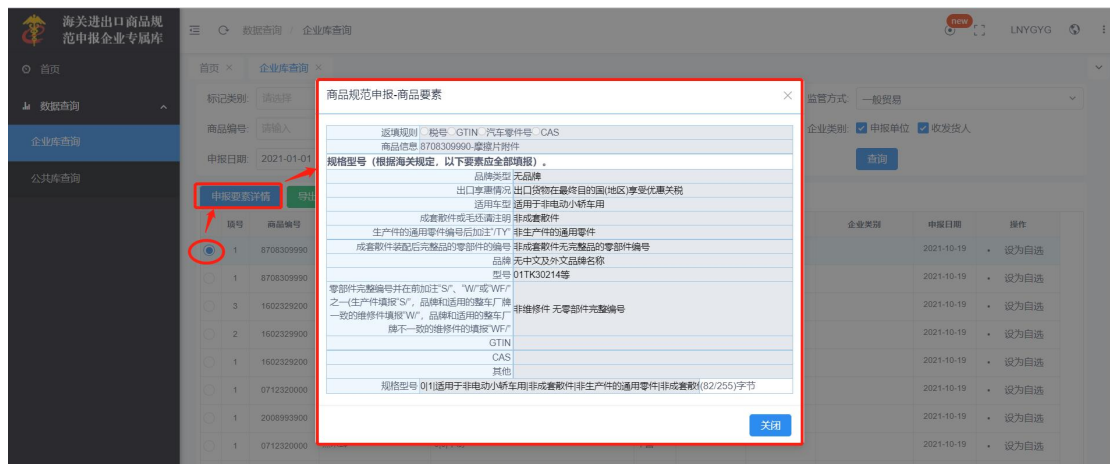 海关进出口商品规
范申报企业专属库
数据查询 / 企业库查询
new
LNYGYG
首页
首页 ×
企业库查询 ×
数据查询
企业库查询
公共库查询
标记类别: 请选择
监管方式: 一般贸易
商品编号: 请输入
企业类别: 申报单位 收发货人
申报日期: 2021-01-01
查询
申报要素详情
导出
项号 商品编号 企业类别 申报日期 操作
1 8708309990 2021-10-19 设为自选
1 8708309990 2021-10-19 设为自选
3 1602329200 2021-10-19 设为自选
2 1602329900 2021-10-19 设为自选
1 1602329200 2021-10-19 设为自选
1 0712320000 2021-10-19 设为自选
1 2008993900 2021-10-19 设为自选
1 0712320000 2021-10-19 设为自选
商品规范申报-商品要素 ×
返填规则 税号 GTIN 汽车零件号 CAS
商品信息 8708309990-摩擦片附件
规格型号（根据海关规定，以下要素应全部填报）.
品牌类型 无品牌
出口享惠情况 出口货物在最终目的国(地区)享受优惠关税
适用车型 适用于非电动小轿车用
成套散件或毛坯请注明 非成套散件
生产件的通用零件编号后加注"/TY" 非生产件的通用零件
成套散件装配后完整品的零部件的编号 非成套散件无完整品的零部件编号
品牌 无中文及外文品牌名称
型号 01TK30214等
零部件完整编号并在前加注"S/"、"W/"或"WF/"
之一(生产件填报"S/"，品牌和适用的整车厂牌
一致的维修件填报"W/"，品牌和适用的整车厂
牌不一致的维修件的填报"WF/" 非维修件 无零部件完整编号
GTIN
CAS
其他
规格型号 0|1|适用于非电动小轿车用|非成套散件|非生产件的通用零件|非成套散 (82/255)字节
关闭